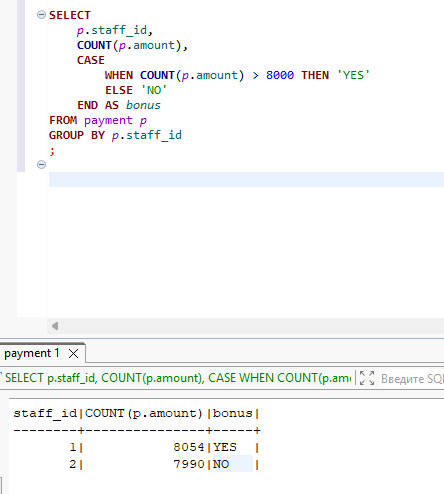 SELECT
p.staff_id,
COUNT(p.amount),
CASE
WHEN COUNT(p.amount) > 8000 THEN 'YES'
ELSE 'NO'
END AS bonus
FROM payment p
GROUP BY p.staff_id
;
payment 1
SELECT p.staff_id, COUNT(p.amount), CASE WHEN COUNT(p.am Введите SQ
staff_id|COUNT(p.amount)|bonus|
--------+---------------+-----+
1| 8054|YES |
2| 7990|NO |